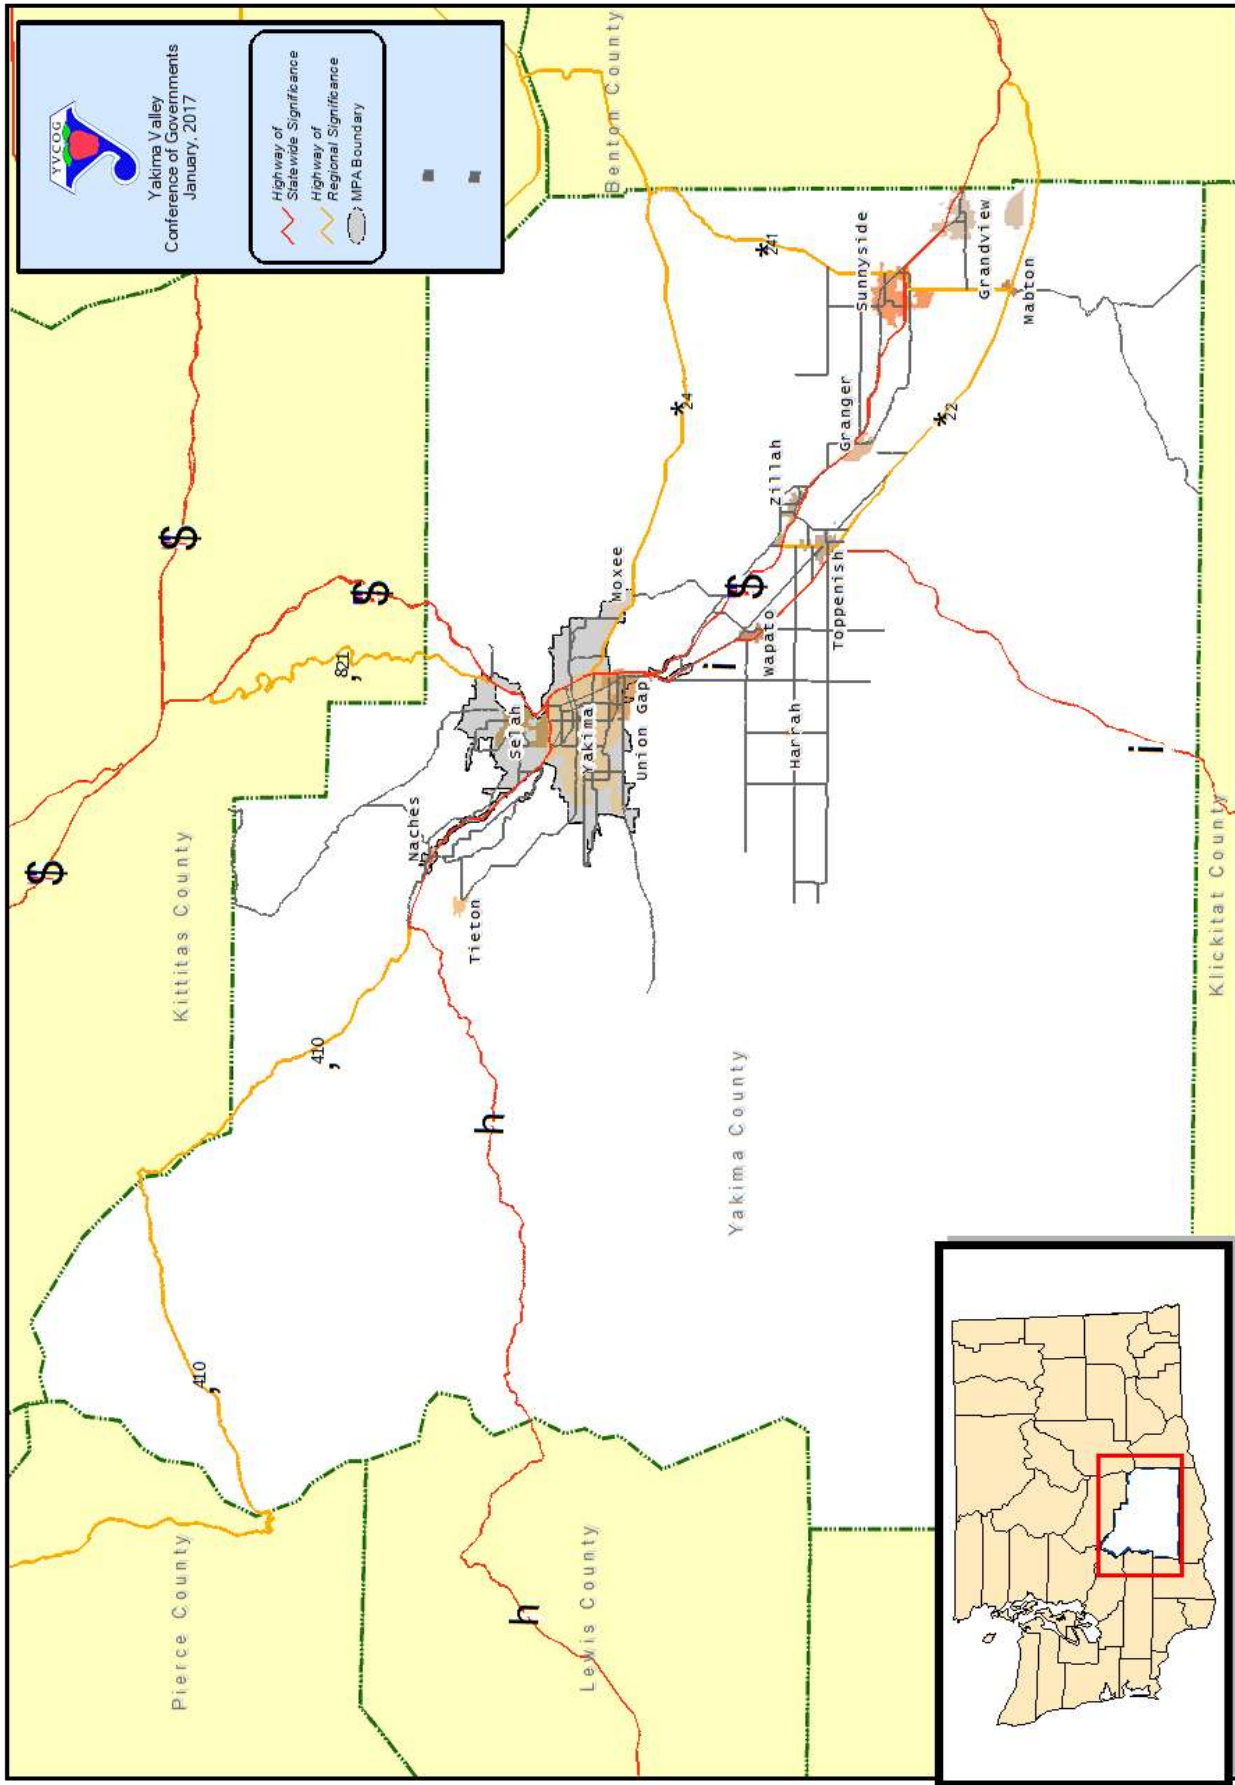 YVCOG
Yakima Valley
Conference of Governments
January, 2017
Highway of
Statewide Significance
Highway of
Regional Significance
MPA Boundary
Pierce County
Kittitas County
410
,
410
,
821
,
$
$
$
Benton County
Lewis County
h
h
Naches
Tieton
Selah
Yakima
Union Gap
Moxee
*
24
*
241
Yakima County
i
Wapato
$
Zillah
Harrah
Toppenish
Granger
Sunnyside
*
22
Grandview
Mabton
i
Klickitat County